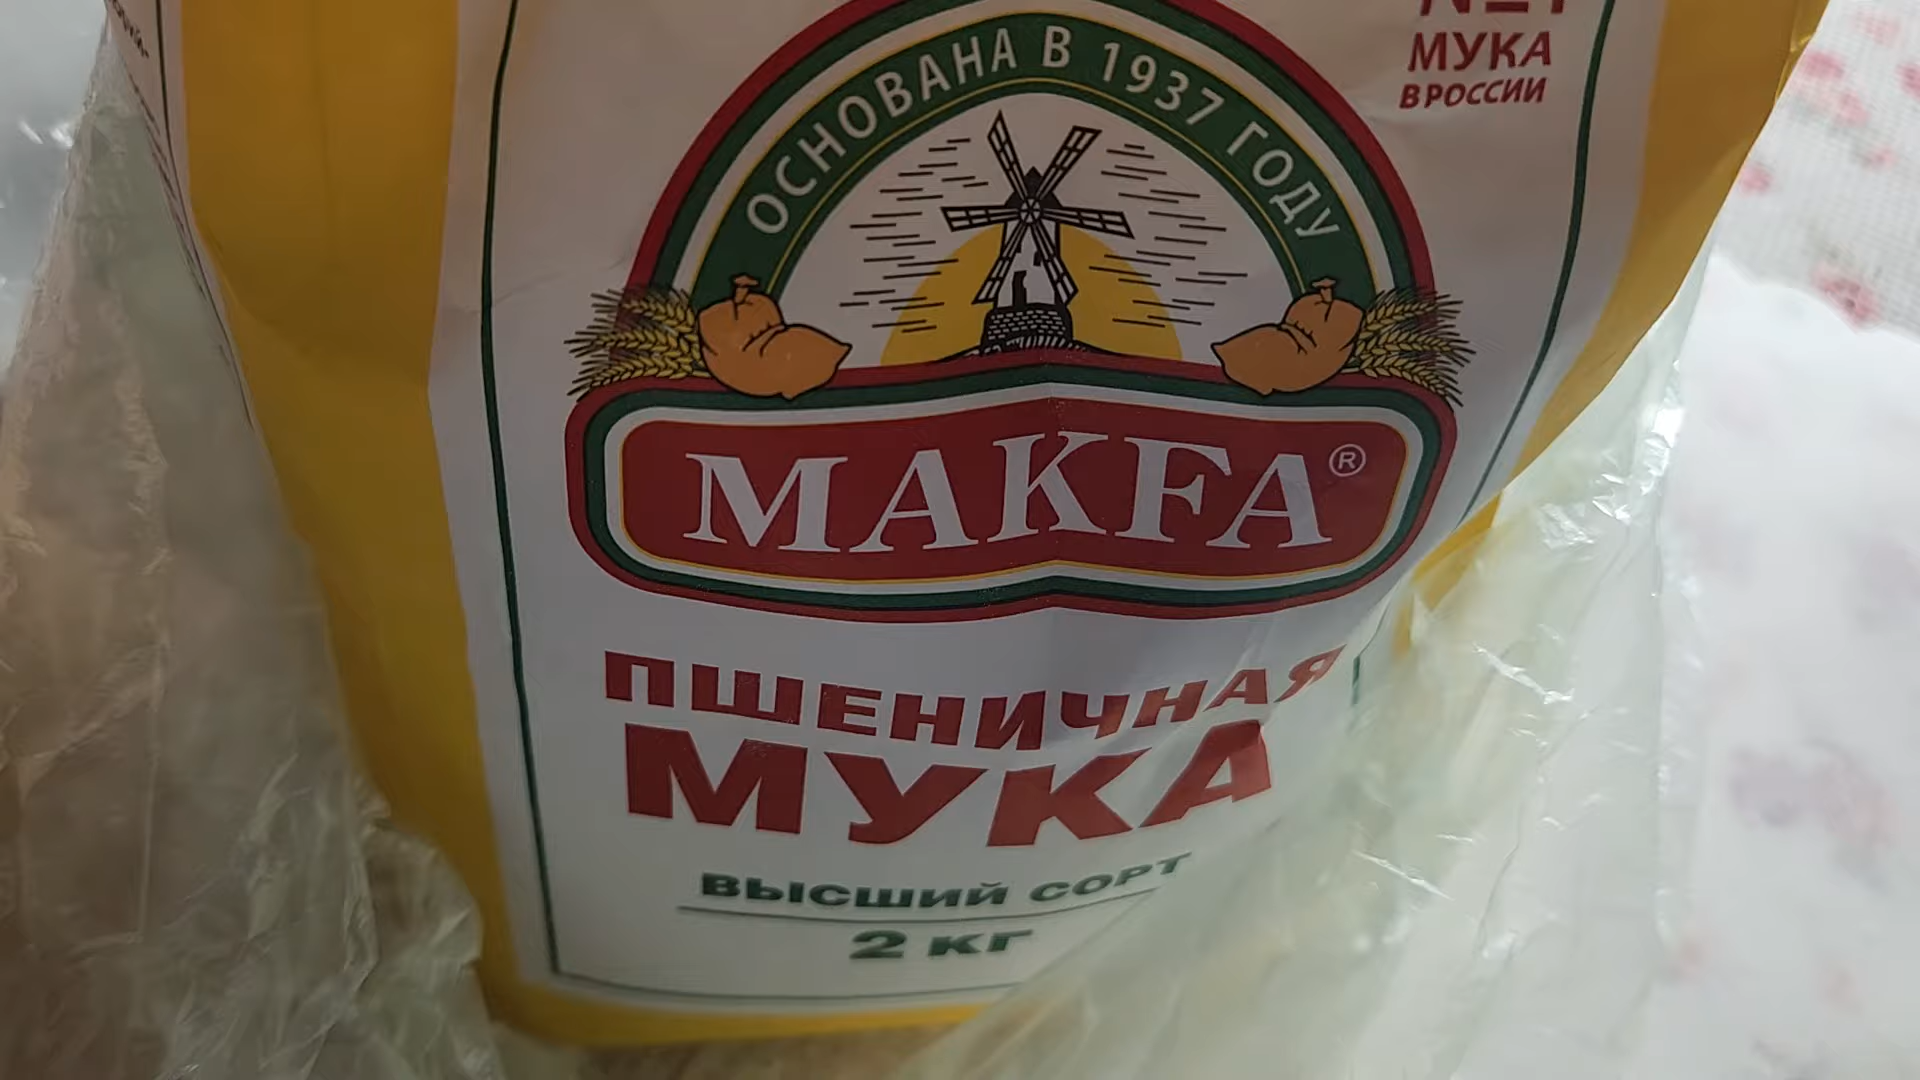 №1
МУКА
В РОССИИ
ОСНОВАНА В 1937 ГОДУ
MAKFA®
ПШЕНИЧНАЯ
МУКА
ВЫСШИЙ СОРТ
2 КГ